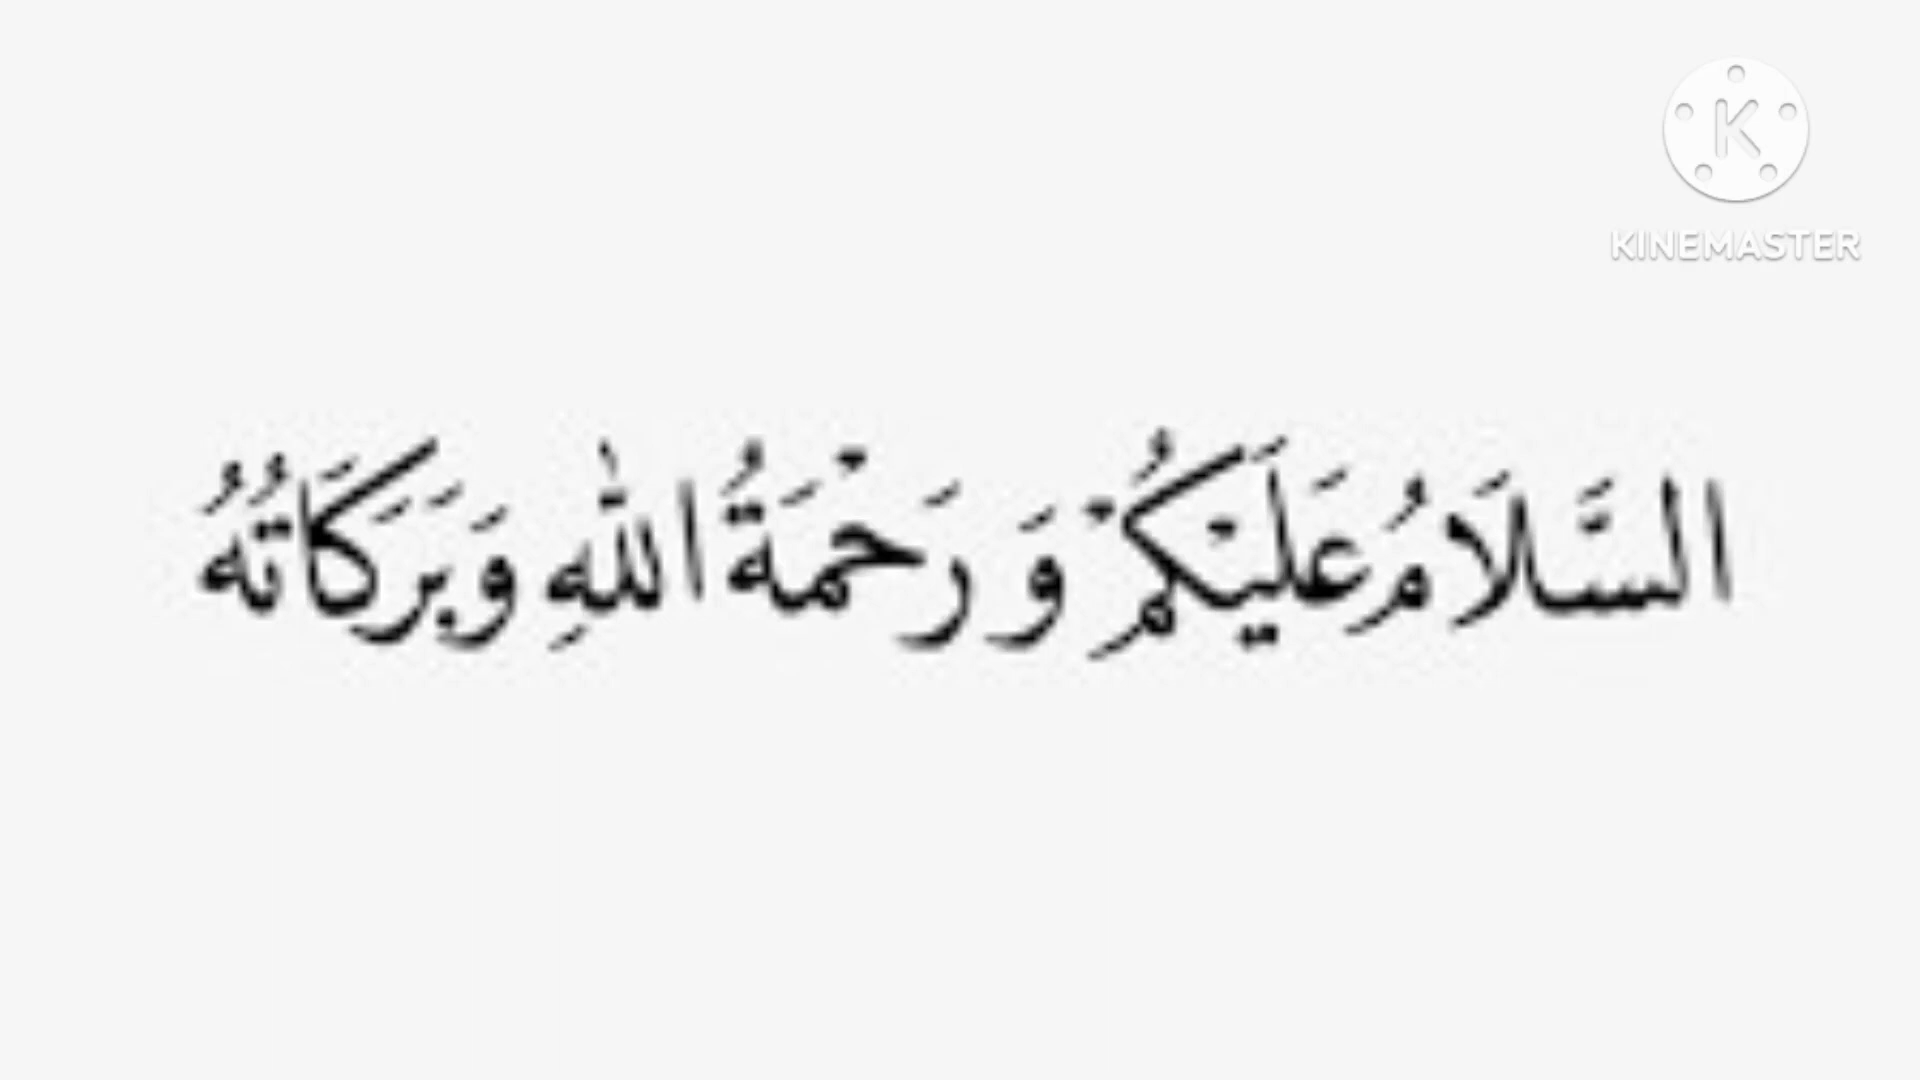 K
KINEMASTER
السَّلَامُ عَلَيْكُمْ وَ رَحْمَةُ اللهِ وَبَرَكَاتُهُ